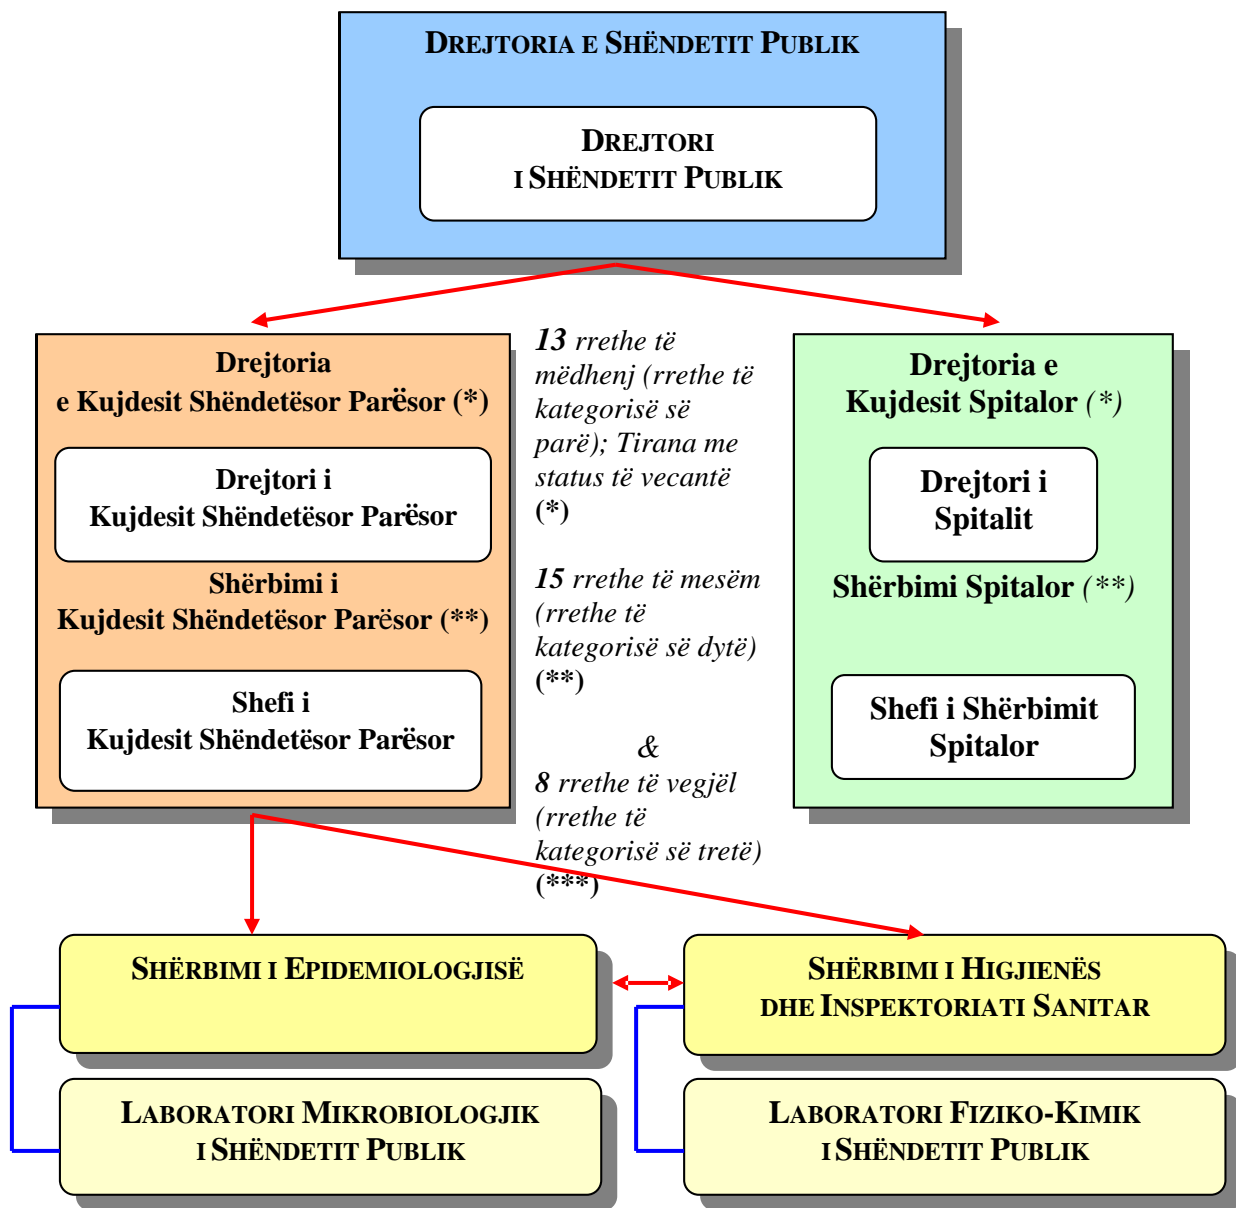 DREJTORIA E SHËNDETIT PUBLIK
DREJTORI
I SHËNDETIT PUBLIK
Drejtoria
e Kujdesit Shëndetësor Parësor (*)
Drejtori i
Kujdesit Shëndetësor Parësor
Shërbimi i
Kujdesit Shëndetësor Parësor (**)
Shefi i
Kujdesit Shëndetësor Parësor
13 rrethe të
mëdhenj (rrethe të
kategorisë së
parë); Tirana me
status të vecantë
(*)
15 rrethe të mesëm
(rrethe të
kategorisë së dytë)
(**)
&
8 rrethe të vegjël
(rrethe të
kategorisë së tretë)
(***)
Drejtoria e
Kujdesit Spitalor (*)
Drejtori i
Spitalit
Shërbimi Spitalor (**)
Shefi i Shërbimit
Spitalor
SHËRBIMI I EPIDEMIOLOGJISË
SHËRBIMI I HIGJIENËS
DHE INSPEKTORIATI SANITAR
LABORATORI MIKROBIOLOGJIK
I SHËNDETIT PUBLIK
LABORATORI FIZIKO-KIMIK
I SHËNDETIT PUBLIK